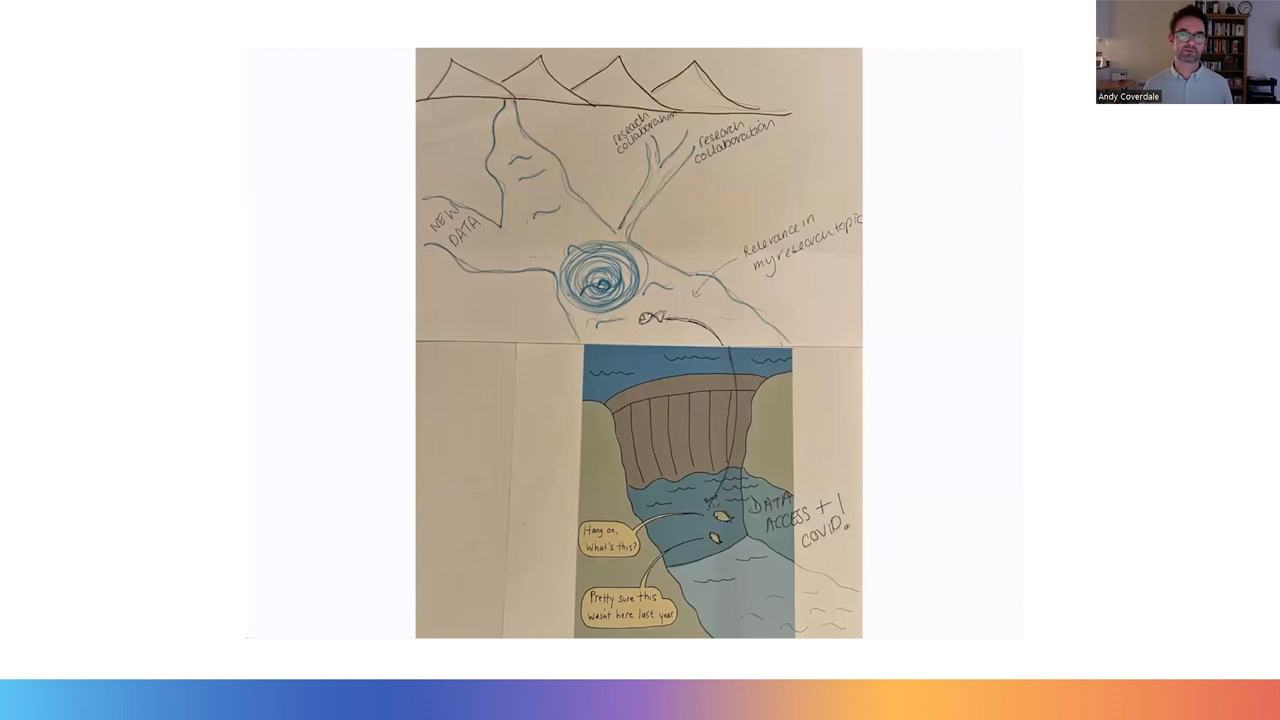 Andy Coverdale
research
collaboration
research
collaboration
NEW
DATA
Relevance in
my research topic
DATA
ACCESS +
COVID.
Hang on,
What's this?
Pretty sure this
wasn't here last year